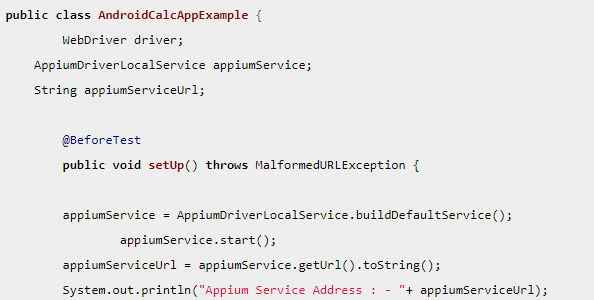 public class AndroidCalcAppExample {
WebDriver driver;
AppiumDriverLocalService appiumService;
String appiumServiceUrl;
@BeforeTest
public void setUp() throws MalformedURLException {
appiumService = AppiumDriverLocalService.buildDefaultService();
appiumService.start();
appiumServiceUrl = appiumService.getUrl().toString();
System.out.println("Appium Service Address : - "+ appiumServiceUrl);